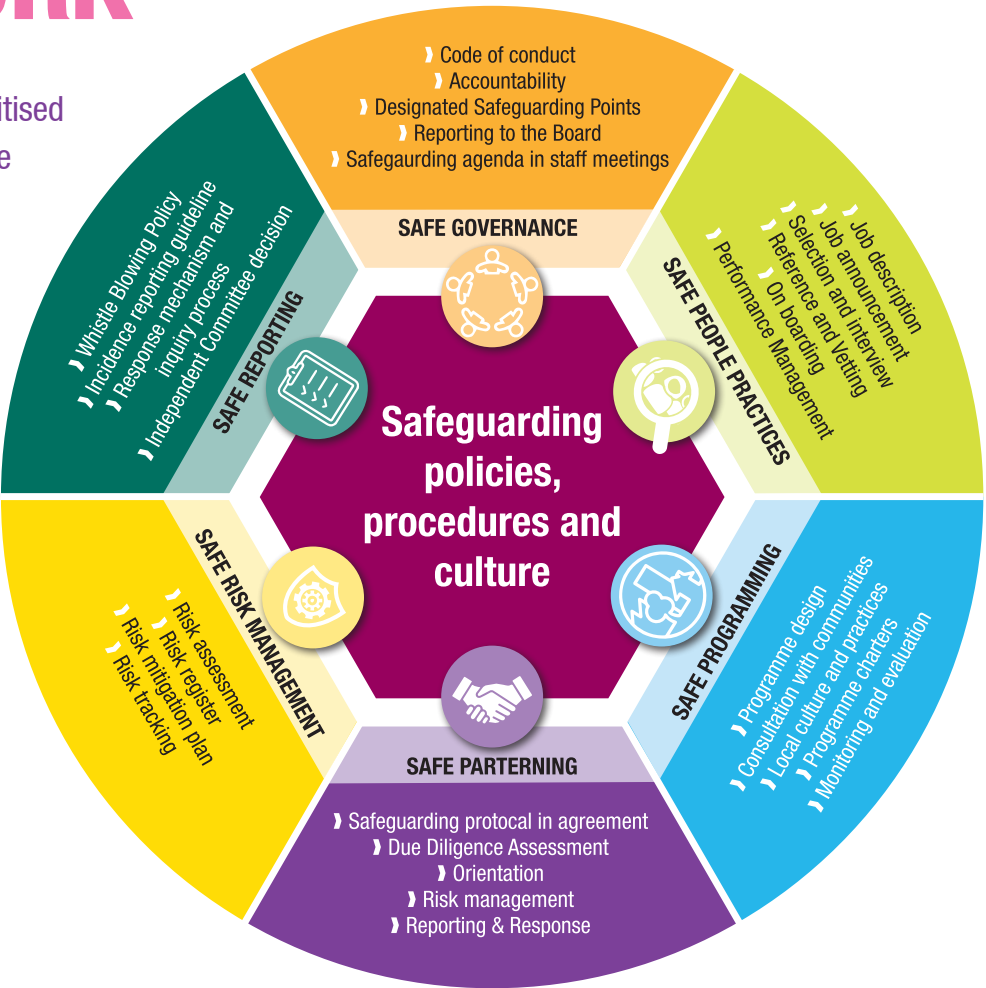 itised
e
❱ Code of conduct
❱ Accountability
❱ Designated Safeguarding Points
❱ Reporting to the Board
❱ Safegaurding agenda in staff meetings
SAFE GOVERNANCE
❱ Job description
❱ Job announcement
❱ Selection and interview
❱ Reference and Vetting
❱ On boarding
❱ Performance Management
SAFE PEOPLE PRACTICES
SAFE PROGRAMMING
❱ Programme design
❱ Consultation with communities
❱ Local culture and practices
❱ Programme charters
❱ Monitoring and evaluation
SAFE PARTERNING
❱ Safeguarding protocal in agreement
❱ Due Diligence Assessment
❱ Orientation
❱ Risk management
❱ Reporting & Response
SAFE RISK MANAGEMENT
❱ Risk assessment
❱ Risk register
❱ Risk mitigation plan
❱ Risk tracking
❱ Whistle Blowing Policy
❱ Incidence reporting guideline
❱ Response mechanism and
inquiry process
❱ Independent Committee decision
SAFE REPORTING
Safeguarding
policies,
procedures and
culture